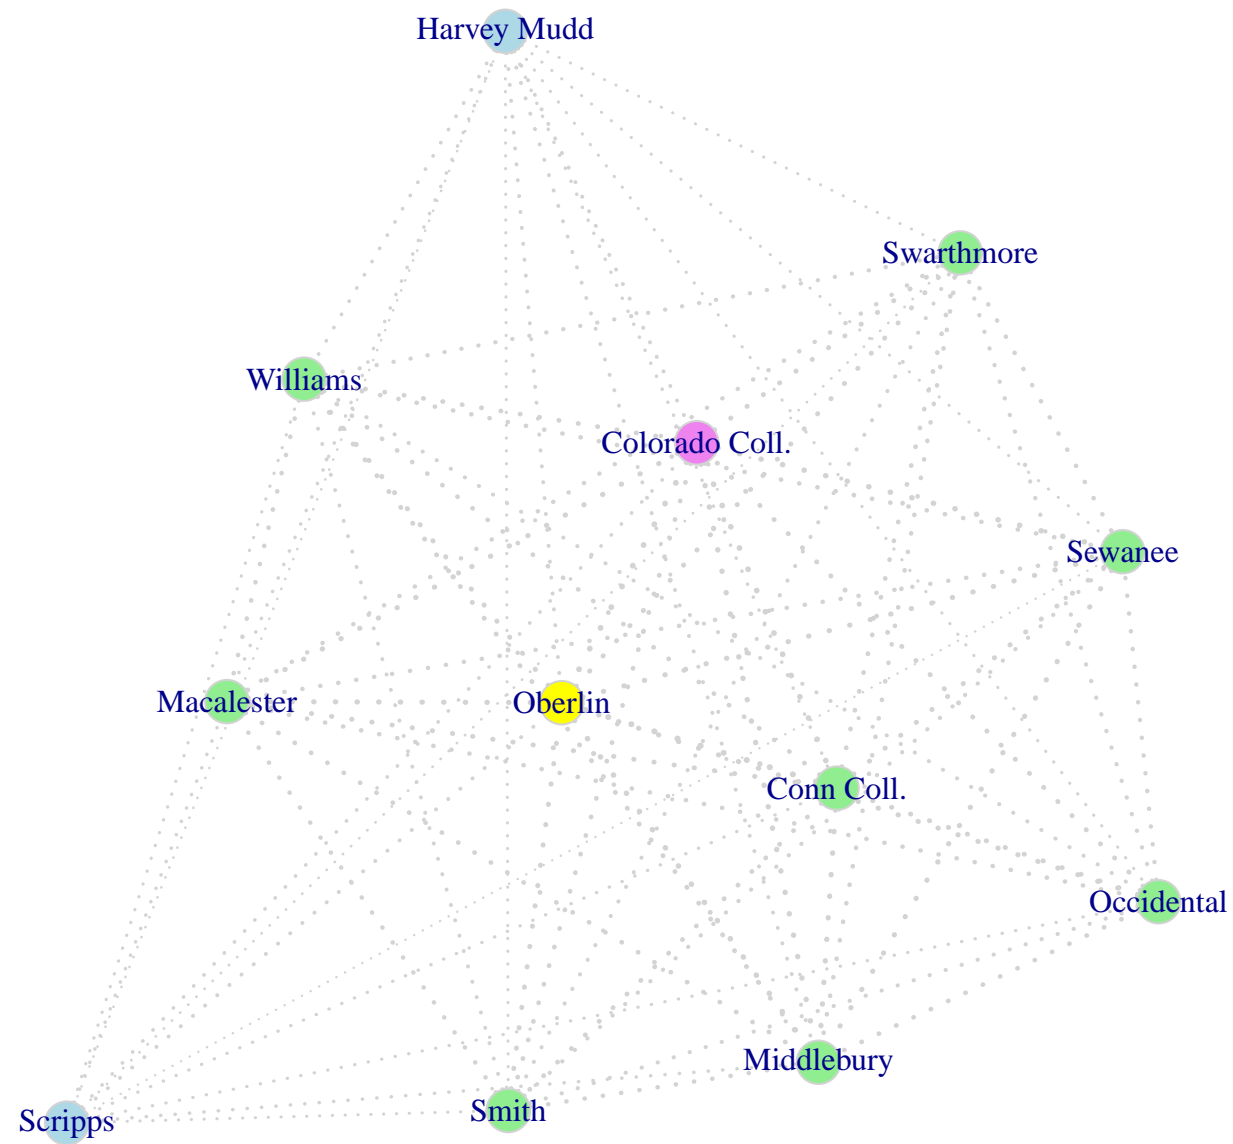 Harvey Mudd
Swarthmore
Williams
Colorado Coll.
Sewanee
Macalester
Oberlin
Conn Coll.
Occidental
Middlebury
Smith
Scripps